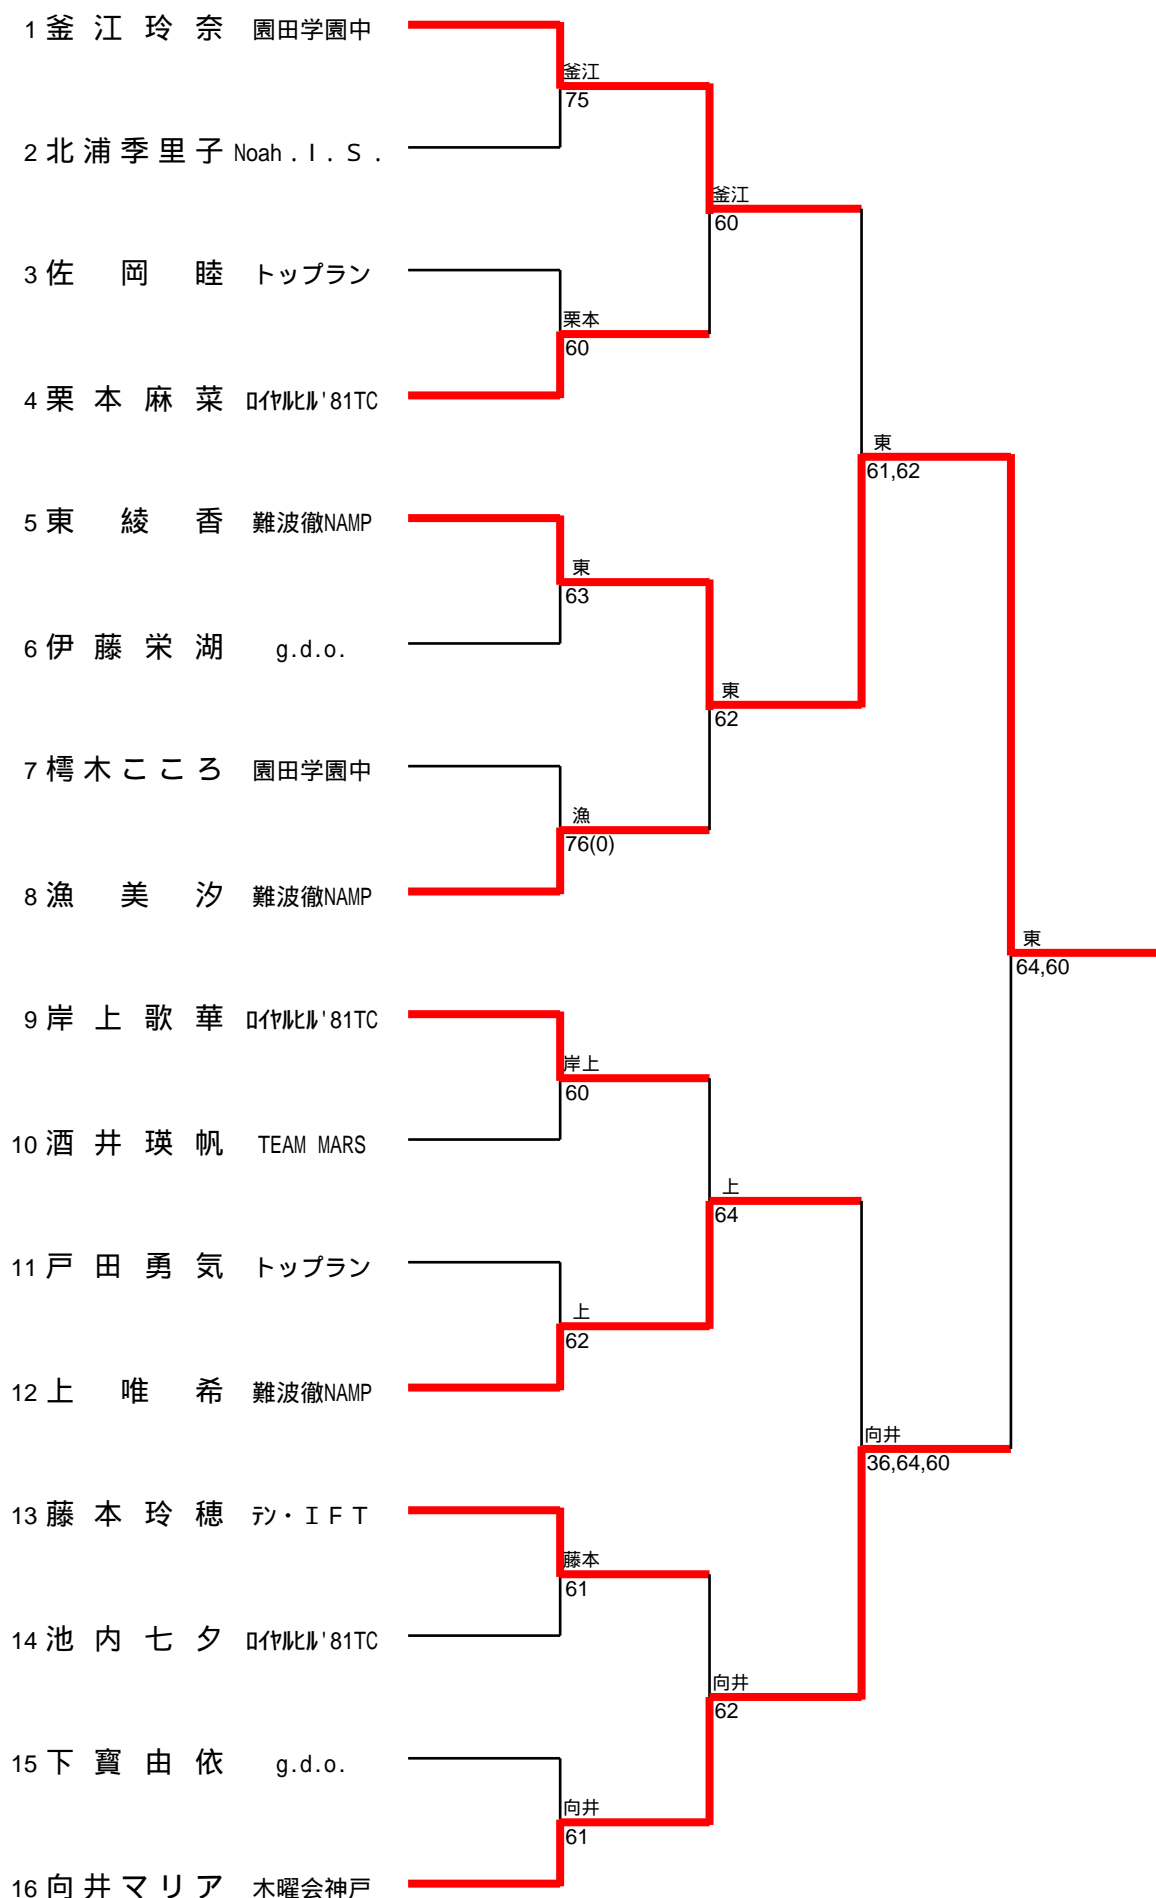 1 釜江玲奈 園田学園中
釜江
75
2 北浦季里子 Noah.I.S.
釜江
60
3 佐岡睦 トップラン
栗本
60
4 栗本麻菜 ﾛｲﾔﾙﾋﾙ'81TC
東
61,62
5 東綾香 難波徹NAMP
東
63
6 伊藤栄湖 g.d.o.
東
62
7 樗木こころ 園田学園中
漁
76(0)
8 漁美汐 難波徹NAMP
東
64,60
9 岸上歌華 ﾛｲﾔﾙﾋﾙ'81TC
岸上
60
10 酒井瑛帆 TEAM MARS
上
64
11 戸田勇気 トップラン
上
62
12 上唯希 難波徹NAMP
向井
36,64,60
13 藤本玲穂 ﾃﾝ・ＩＦＴ
藤本
61
14 池内七夕 ﾛｲﾔﾙﾋﾙ'81TC
向井
62
15 下寳由依 g.d.o.
向井
61
16 向井マリア 木曜会神戸